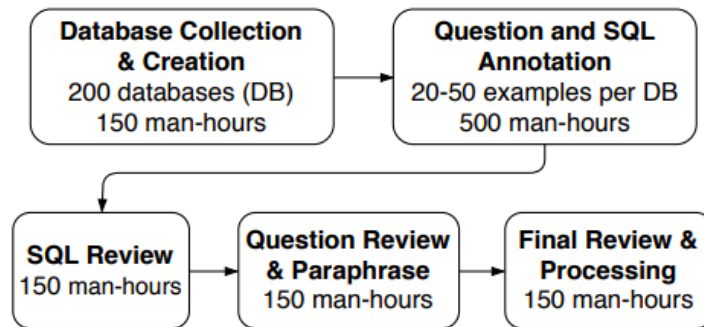 Database Collection
& Creation
200 databases (DB)
150 man-hours
Question and SQL
Annotation
20-50 examples per DB
500 man-hours
SQL Review
150 man-hours
Question Review
& Paraphrase
150 man-hours
Final Review &
Processing
150 man-hours